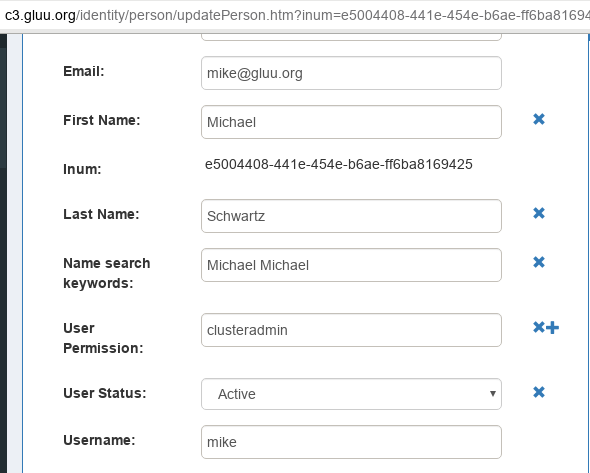 c3.gluu.org/identity/person/updatePerson.htm?inum=e5004408-441e-454e-b6ae-ff6ba81694
Email: mike@gluu.org
First Name: Michael
Inum: e5004408-441e-454e-b6ae-ff6ba8169425
Last Name: Schwartz
Name search
keywords: Michael Michael
User
Permission: clusteradmin
User Status: Active
Username: mike